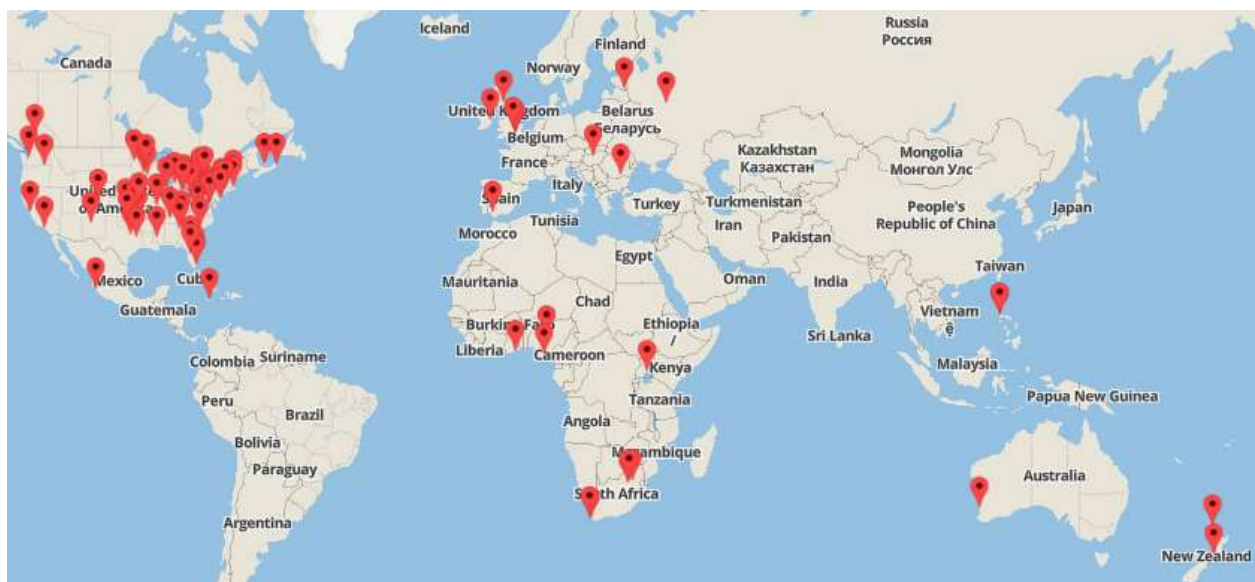 Iceland
Russia
Россия
Finland
Canada
Norway
United Kingdom
Belarus
Беларусь
Belgium
Kazakhstan
Казахстан
Mongolia
Монгол Улс
France
United
of America
Italy
Spain
Turkey
Turkmenistan
People's
Republic of China
Japan
Tunisia
Iran
Morocco
Pakistan
Egypt
Taiwan
Mexico
Cuba
Mauritania
Oman
India
Guatemala
Chad
Vietnam
Burkina Faso
Ethiopia
/
Sri Lanka
Liberia
Cameroon
Colombia
Suriname
Kenya
Malaysia
Peru
Tanzania
Papua New Guinea
Brazil
Angola
Bolivia
Mozambique
Paraguay
Australia
South Africa
Argentina
New Zealand